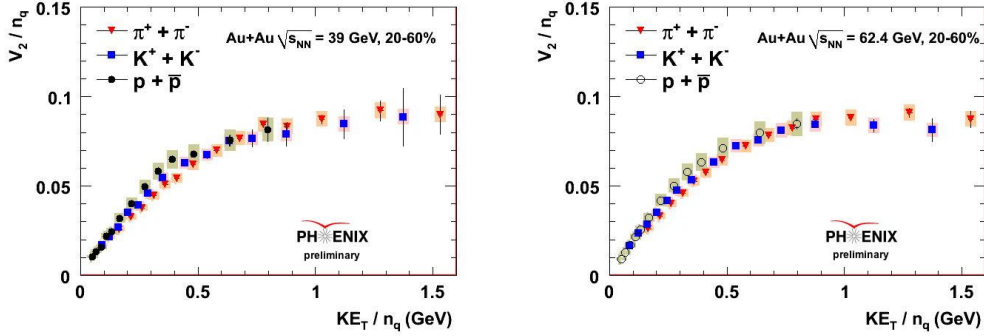 V₂ / n_q
0.15
0.1
0.05
0
π⁺ + π⁻
K⁺ + K⁻
p + p̅
Au+Au √s_NN = 39 GeV, 20-60%
PHENIX
preliminary
0 0.5 1 1.5
KE_T / n_q (GeV)
V₂ / n_q
0.15
0.1
0.05
0
π⁺ + π⁻
K⁺ + K⁻
p + p̅
Au+Au √s_NN = 62.4 GeV, 20-60%
PHENIX
preliminary
0 0.5 1 1.5
KE_T / n_q (GeV)